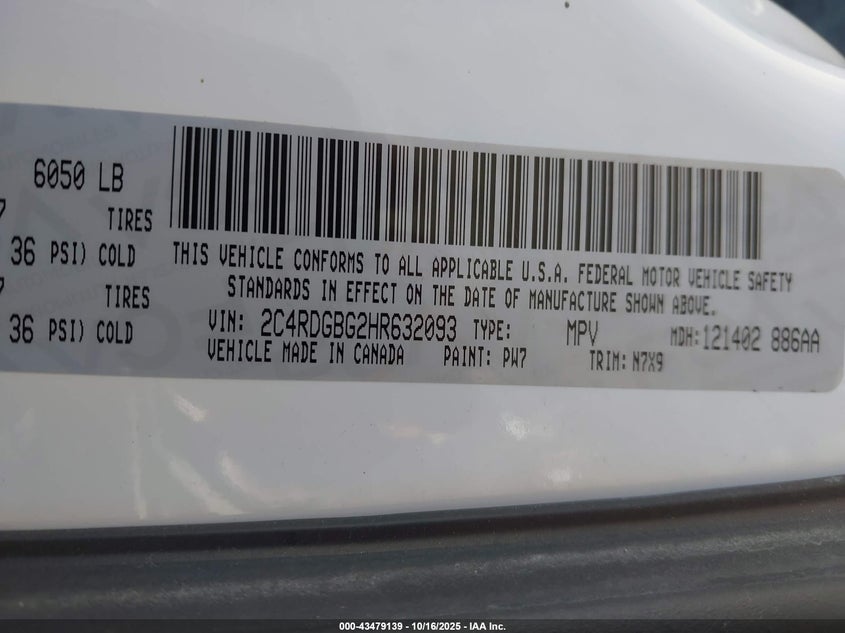 6050 LB
7 TIRES
36 PSI) COLD
7 TIRES
36 PSI) COLD
THIS VEHICLE CONFORMS TO ALL APPLICABLE U.S.A. FEDERAL MOTOR VEHICLE SAFETY
STANDARDS IN EFFECT ON THE DATE OF MANUFACTURE SHOWN ABOVE.
VIN: 2C4RDGBG2HR632093 TYPE: MPV MDH:121402 886AA
VEHICLE MADE IN CANADA PAINT: PW7 TRIM: N7X9
000-43479139 - 10/16/2025 - IAA Inc.